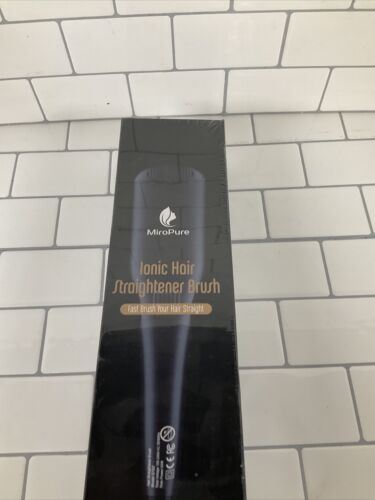 MiroPure
Ionic Hair
Straightener Brush
Fast Brush Your Hair Straight